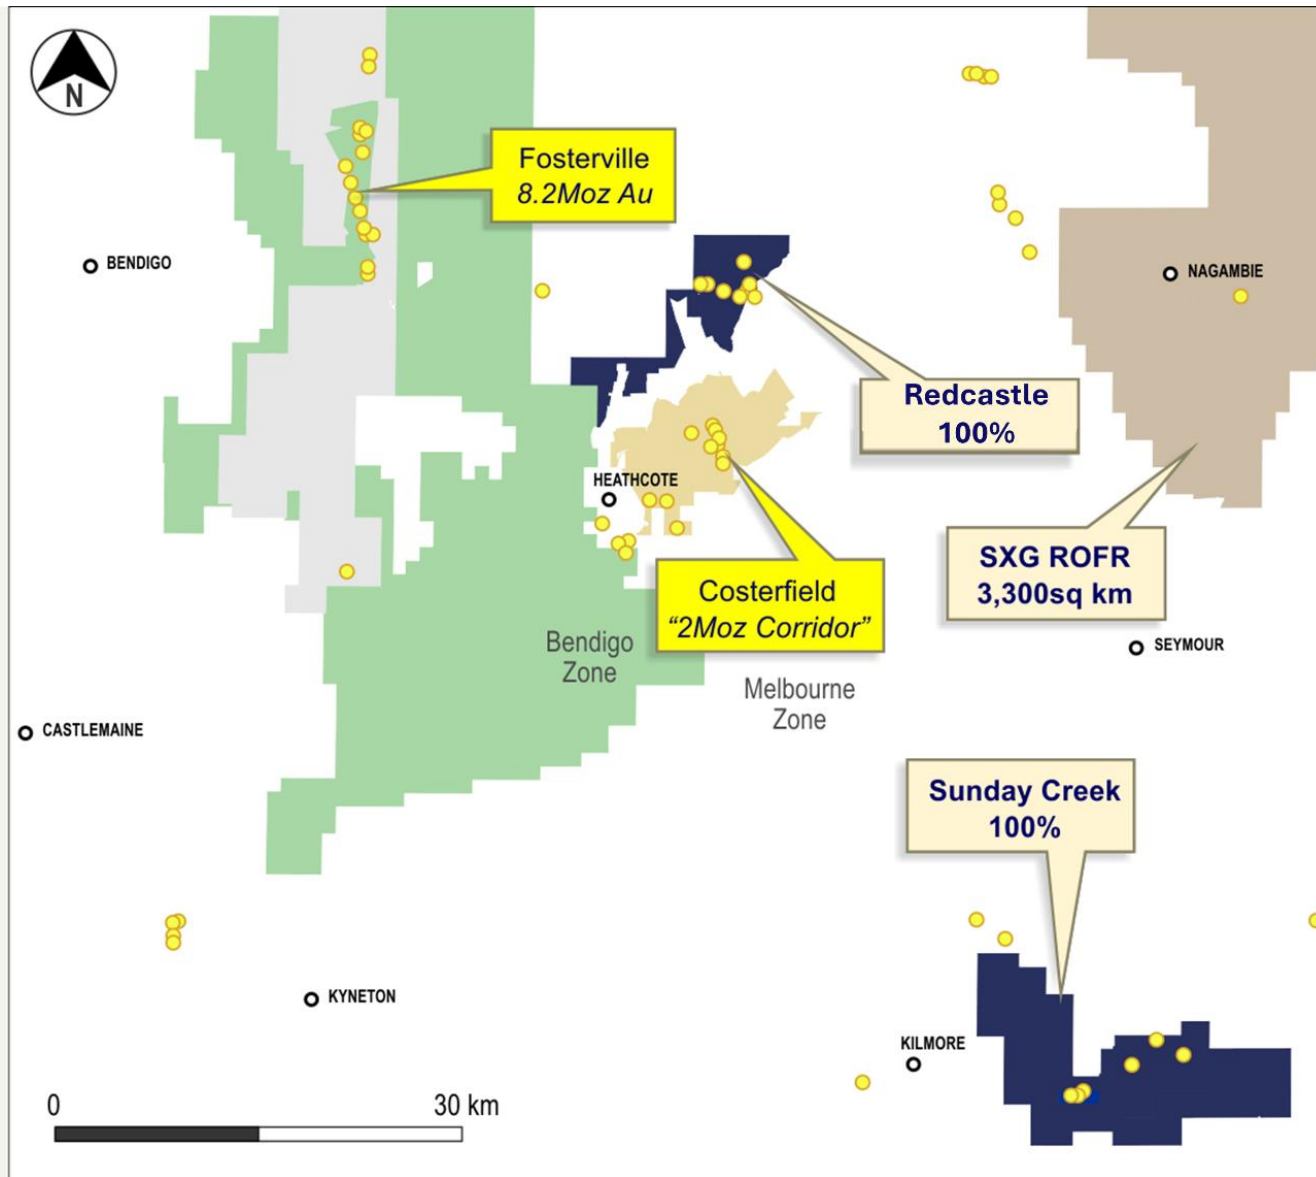 N
Fosterville
8.2Moz Au
BENDIGO
NAGAMBIE
Redcastle
100%
HEATHCOTE
SXG ROFR
3,300sq km
Costerfield
“2Moz Corridor”
Bendigo
Zone
SEYMOUR
Melbourne
Zone
CASTLEMAINE
Sunday Creek
100%
KYNETON
KILMORE
0
30 km